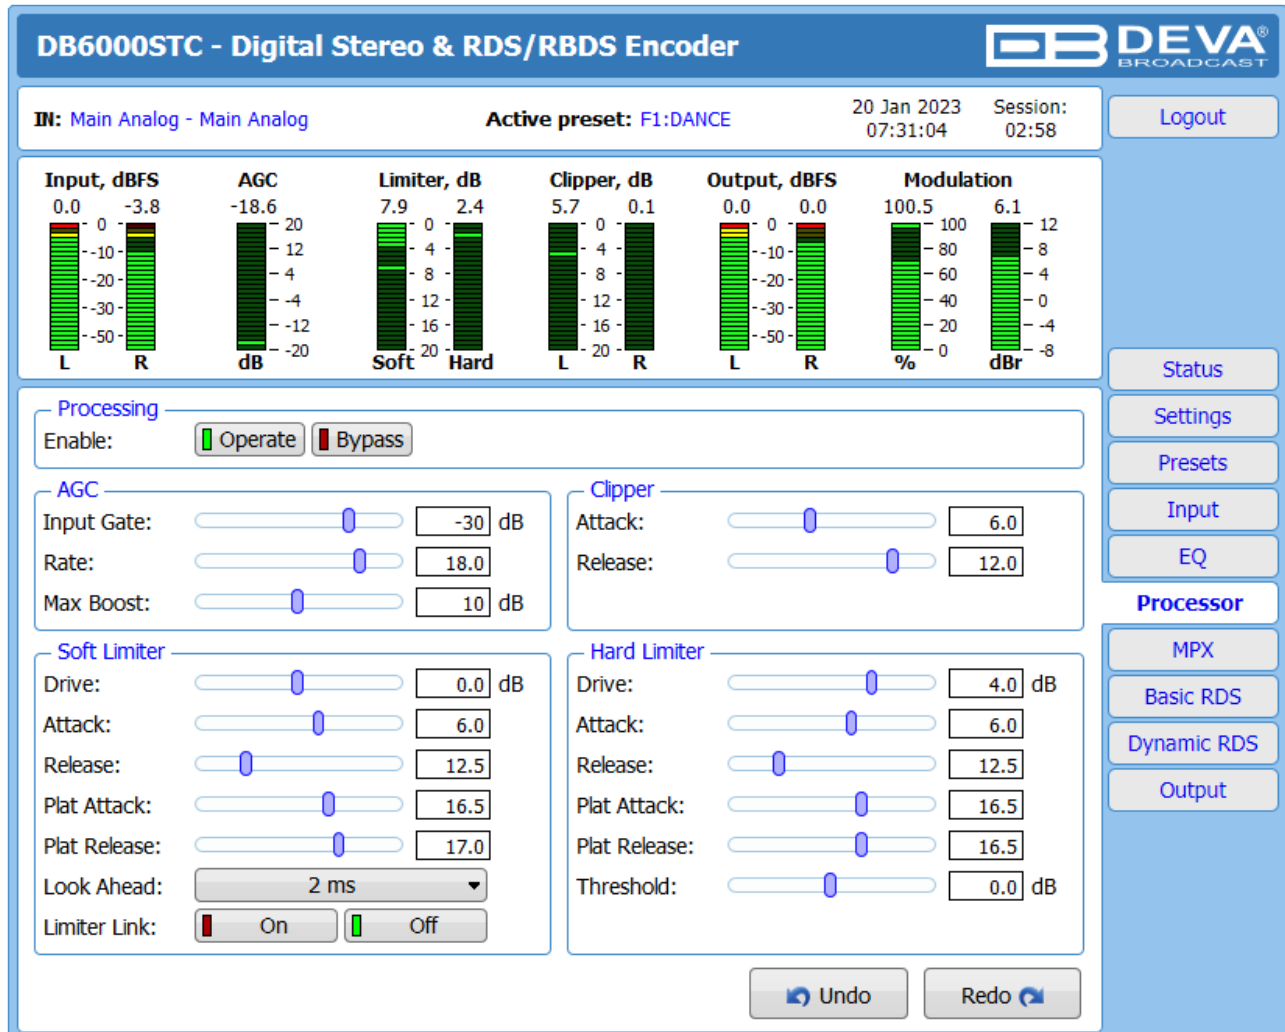 DB6000STC - Digital Stereo & RDS/RBDS Encoder
DEVA®
BROADCAST
IN: Main Analog - Main Analog Active preset: F1:DANCE 20 Jan 2023 Session:
07:31:04 02:58
Logout
Input, dBFS AGC Limiter, dB Clipper, dB Output, dBFS Modulation
0.0 -3.8 -18.6 7.9 2.4 5.7 0.1 0.0 0.0 100.5 6.1
- 0 - - 20 - 0 - - 0 - - 0 - - 100 - 12
- -10 - - 12 - 4 - - 4 - - -10 - - 80 - 8
- -20 - - 4 - 8 - - 8 - - -20 - - 60 - 4
- -30 - - -4 - 12 - - 12 - - -30 - - 40 - 0
- -50 - - -12 - 16 - - 16 - - -50 - - 20 - -4
- -20 - 20 - - 20 - - 0 - -8
L R dB Soft Hard L R L R % dBr
Status
Settings
Presets
Input
EQ
Processor
MPX
Basic RDS
Dynamic RDS
Output
Processing
Enable: Operate Bypass
AGC
Input Gate: -30 dB
Rate: 18.0
Max Boost: 10 dB
Clipper
Attack: 6.0
Release: 12.0
Soft Limiter
Drive: 0.0 dB
Attack: 6.0
Release: 12.5
Plat Attack: 16.5
Plat Release: 17.0
Look Ahead: 2 ms
Limiter Link: On Off
Hard Limiter
Drive: 4.0 dB
Attack: 6.0
Release: 12.5
Plat Attack: 16.5
Plat Release: 16.5
Threshold: 0.0 dB
Undo Redo